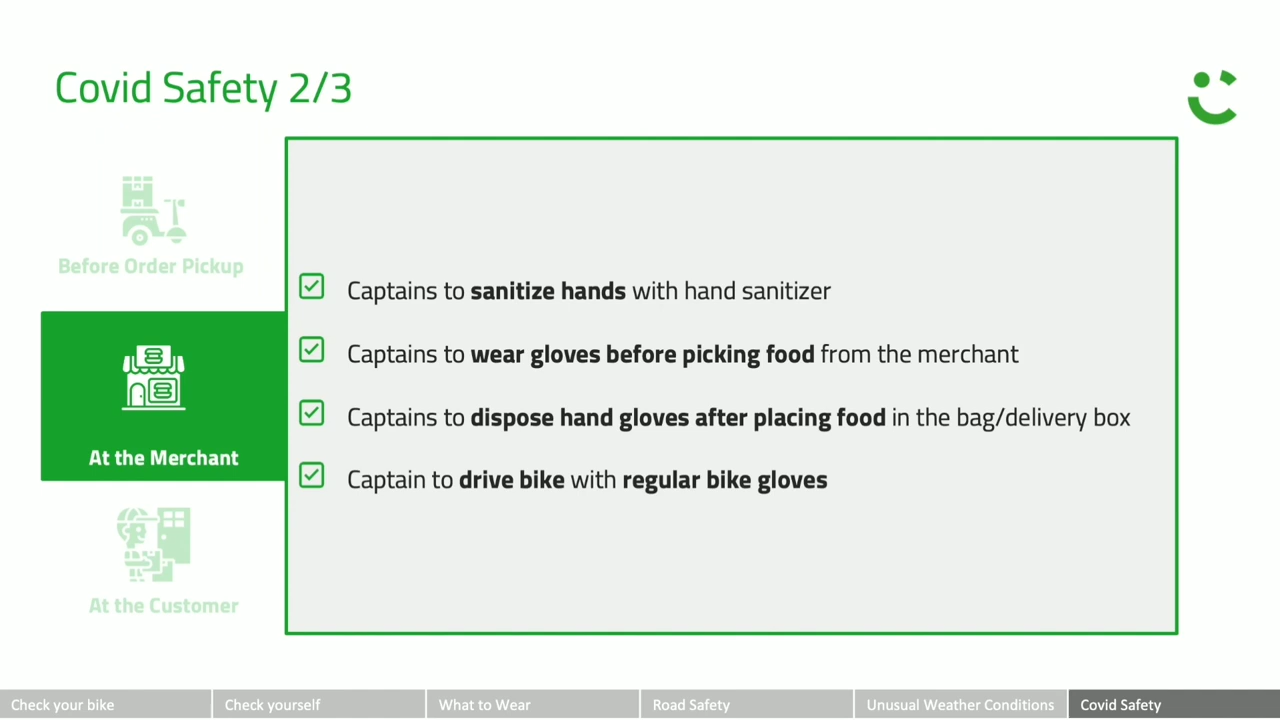 Covid Safety 2/3
Before Order Pickup
At the Merchant
At the Customer
Captains to sanitize hands with hand sanitizer
Captains to wear gloves before picking food from the merchant
Captains to dispose hand gloves after placing food in the bag/delivery box
Captain to drive bike with regular bike gloves
Check your bike
Check yourself
What to Wear
Road Safety
Unusual Weather Conditions
Covid Safety